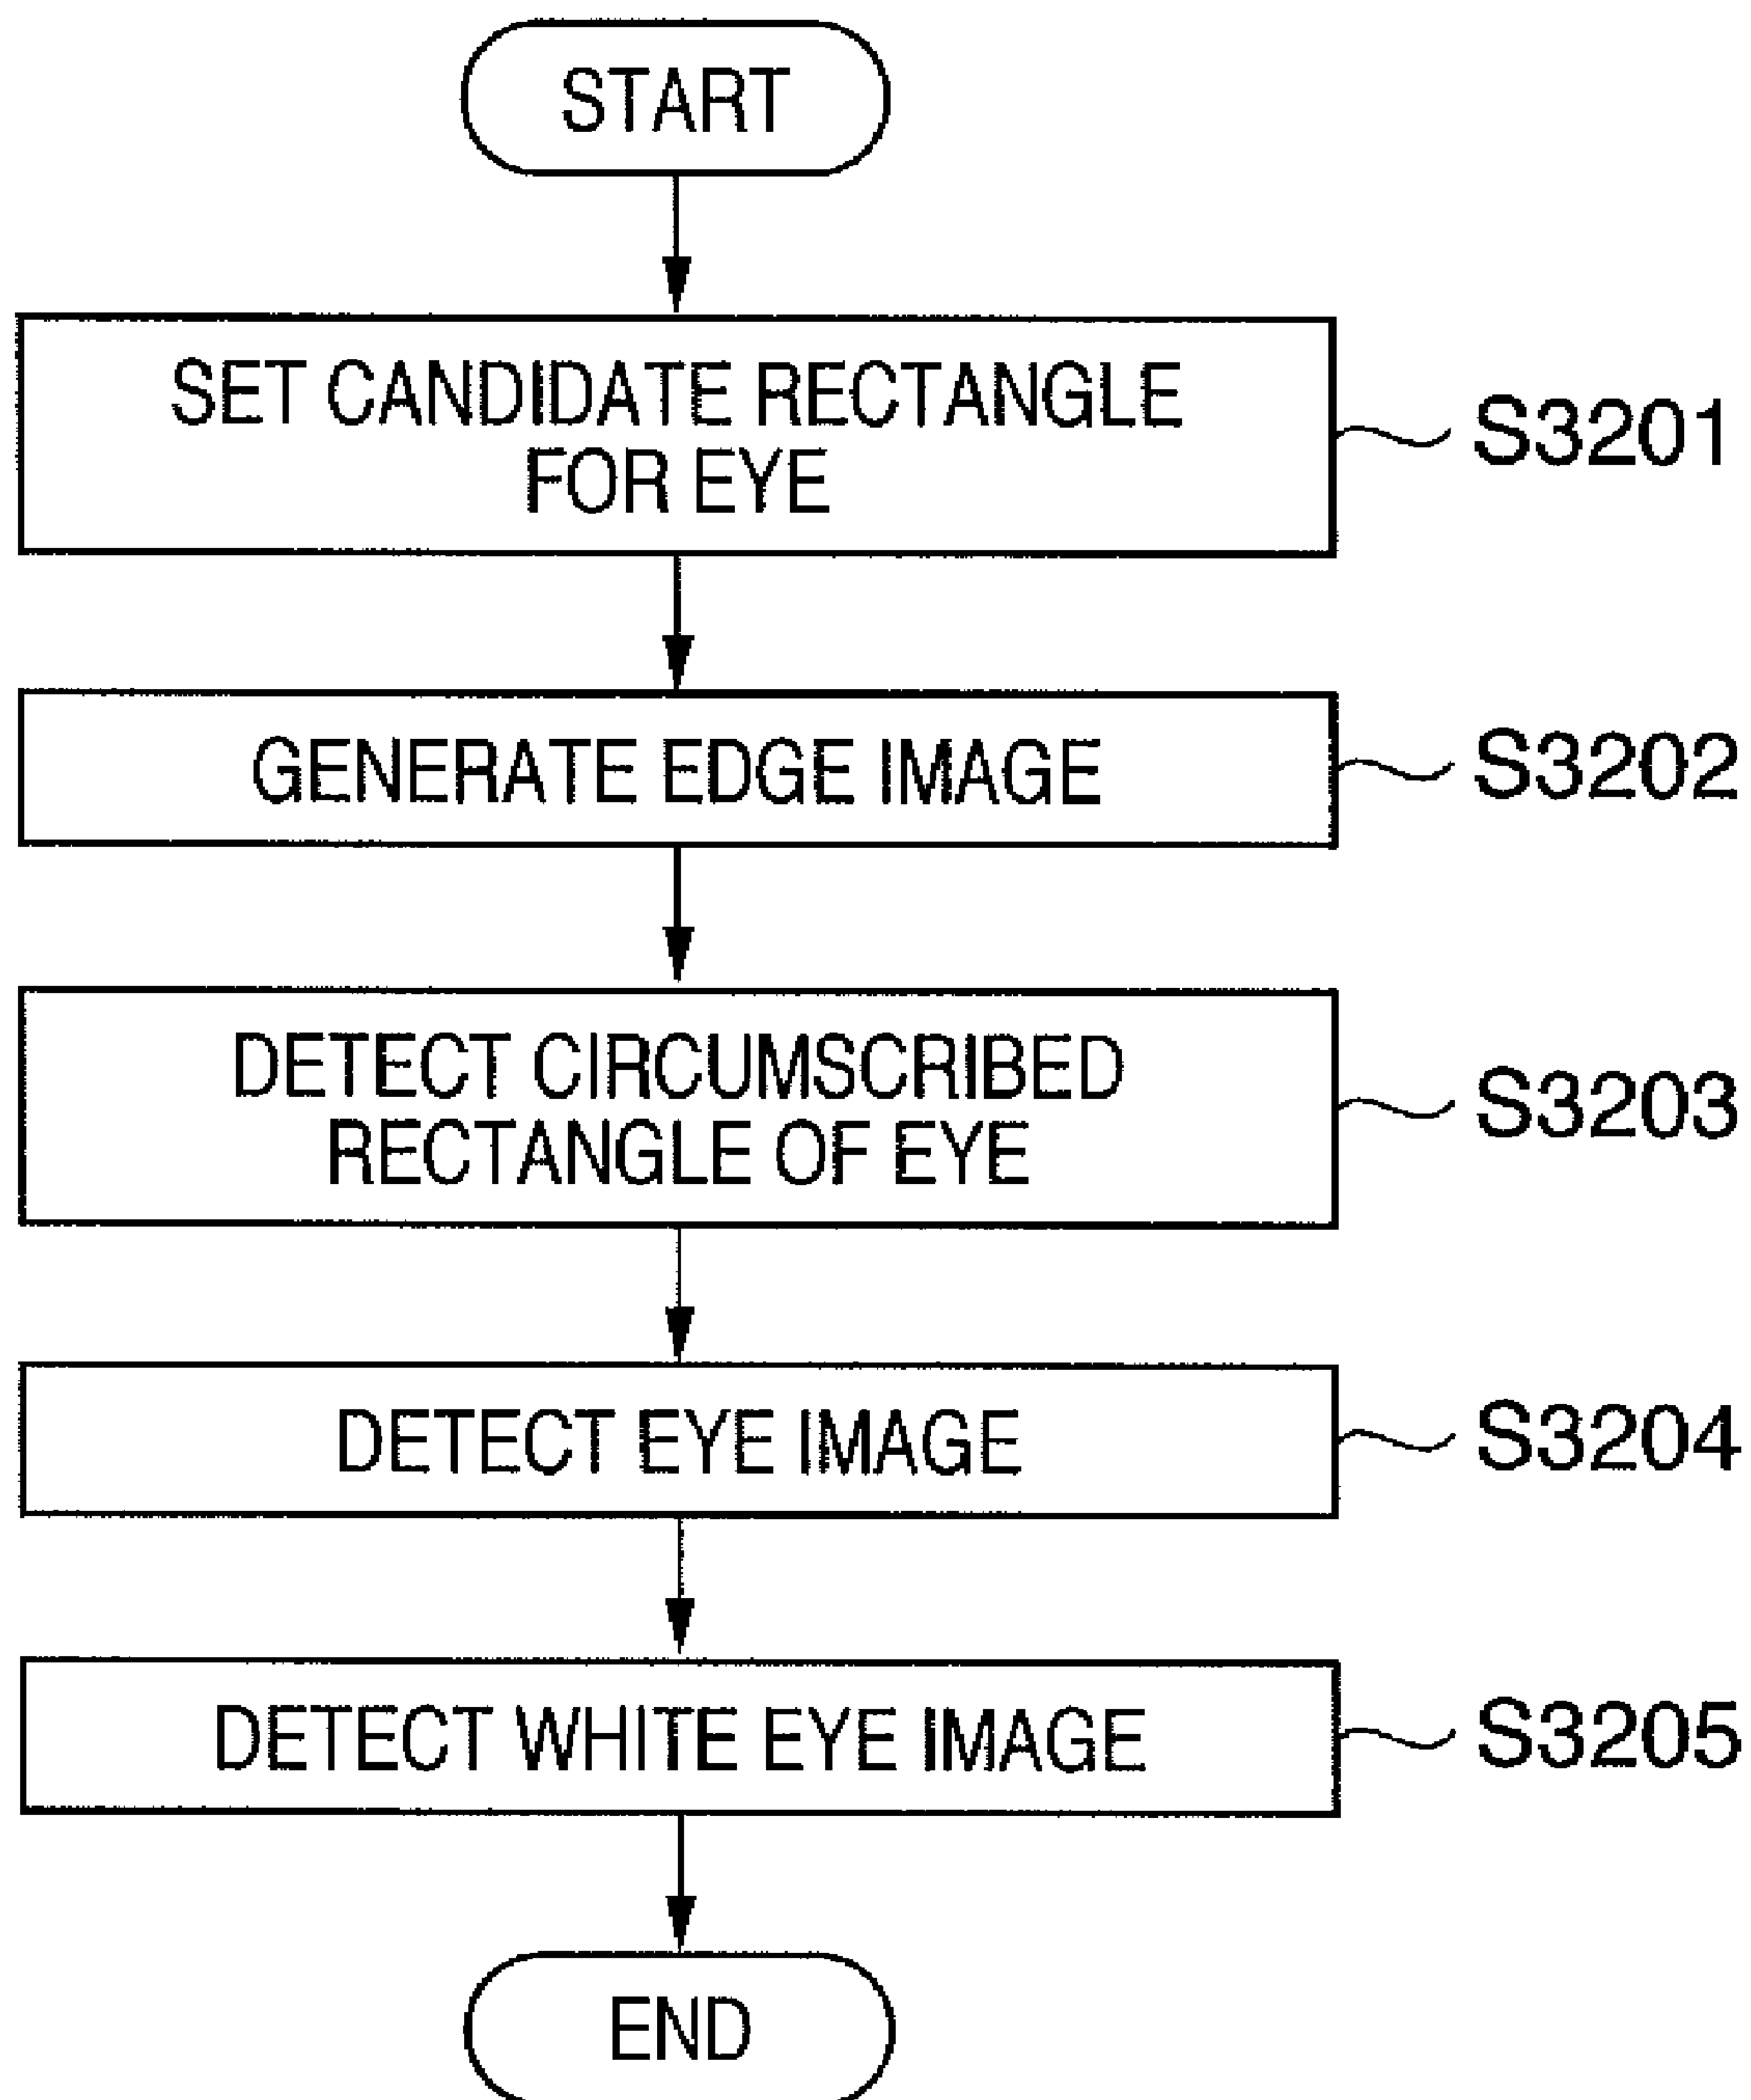 START
SET CANDIDATE RECTANGLE
FOR EYE
S3201
GENERATE EDGE IMAGE
S3202
DETECT CIRCUMSCRIBED
RECTANGLE OF EYE
S3203
DETECT EYE IMAGE
S3204
DETECT WHITE EYE IMAGE
S3205
END